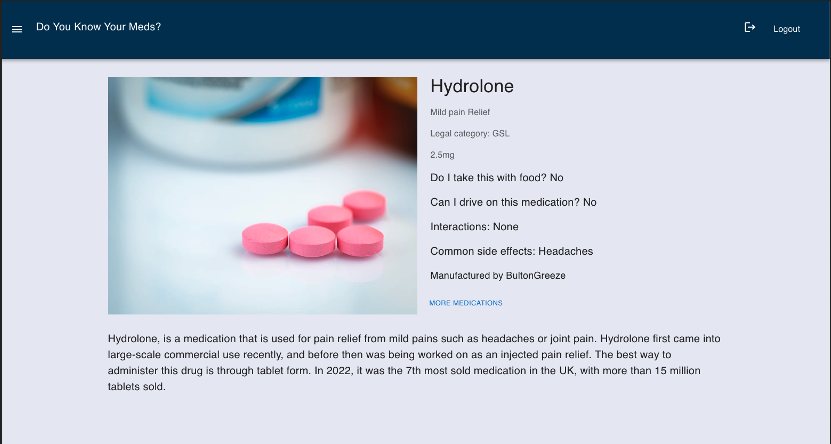 Do You Know Your Meds?
Logout
Hydrolone
Mild pain Relief
Legal category: GSL
2.5mg
Do I take this with food? No
Can I drive on this medication? No
Interactions: None
Common side effects: Headaches
Manufactured by BultonGreeze
MORE MEDICATIONS
Hydrolone, is a medication that is used for pain relief from mild pains such as headaches or joint pain. Hydrolone first came into
large-scale commercial use recently, and before then was being worked on as an injected pain relief. The best way to
administer this drug is through tablet form. In 2022, it was the 7th most sold medication in the UK, with more than 15 million
tablets sold.